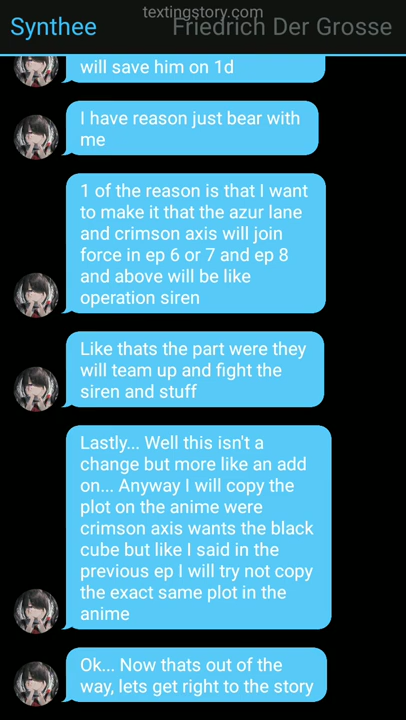 textingstory.com
Synthee
Friedrich Der Grosse
will save him on 1d
I have reason just bear with
me
1 of the reason is that I want
to make it that the azur lane
and crimson axis will join
force in ep 6 or 7 and ep 8
and above will be like
operation siren
Like thats the part were they
will team up and fight the
siren and stuff
Lastly... Well this isn't a
change but more like an add
on... Anyway I will copy the
plot on the anime were
crimson axis wants the black
cube but like I said in the
previous ep I will try not copy
the exact same plot in the
anime
Ok... Now thats out of the
way, lets get right to the story